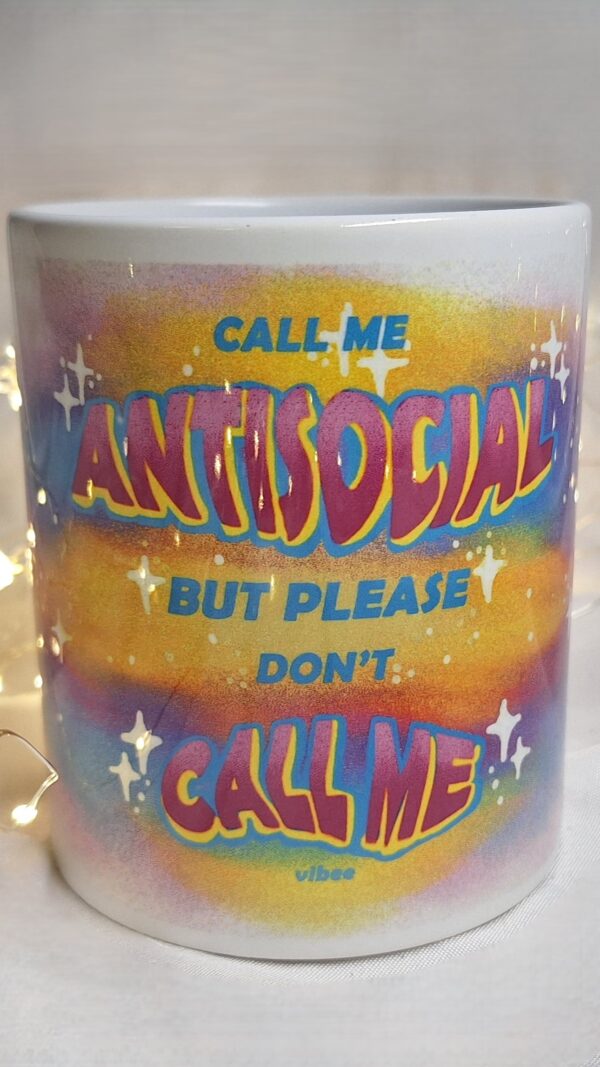 CALL ME
ANTISOCIAL
BUT PLEASE
DON'T
CALL ME
vibee